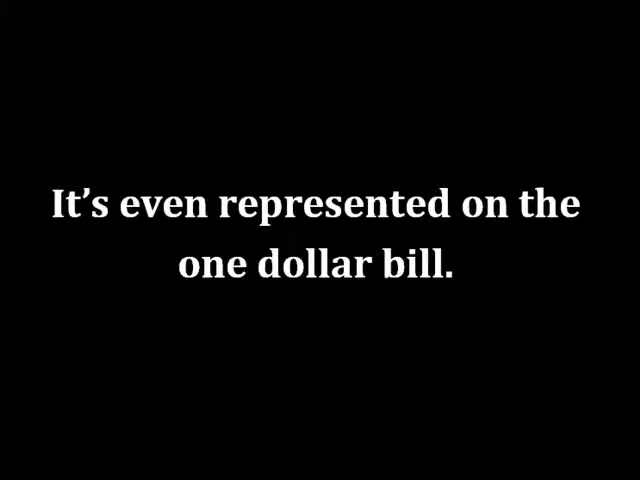 It’s even represented on the
one dollar bill.